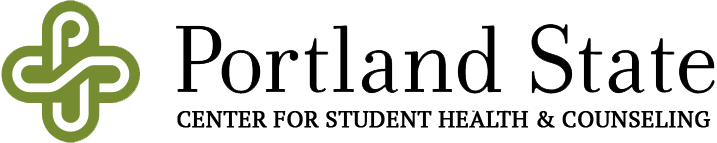 Portland State
CENTER FOR STUDENT HEALTH & COUNSELING